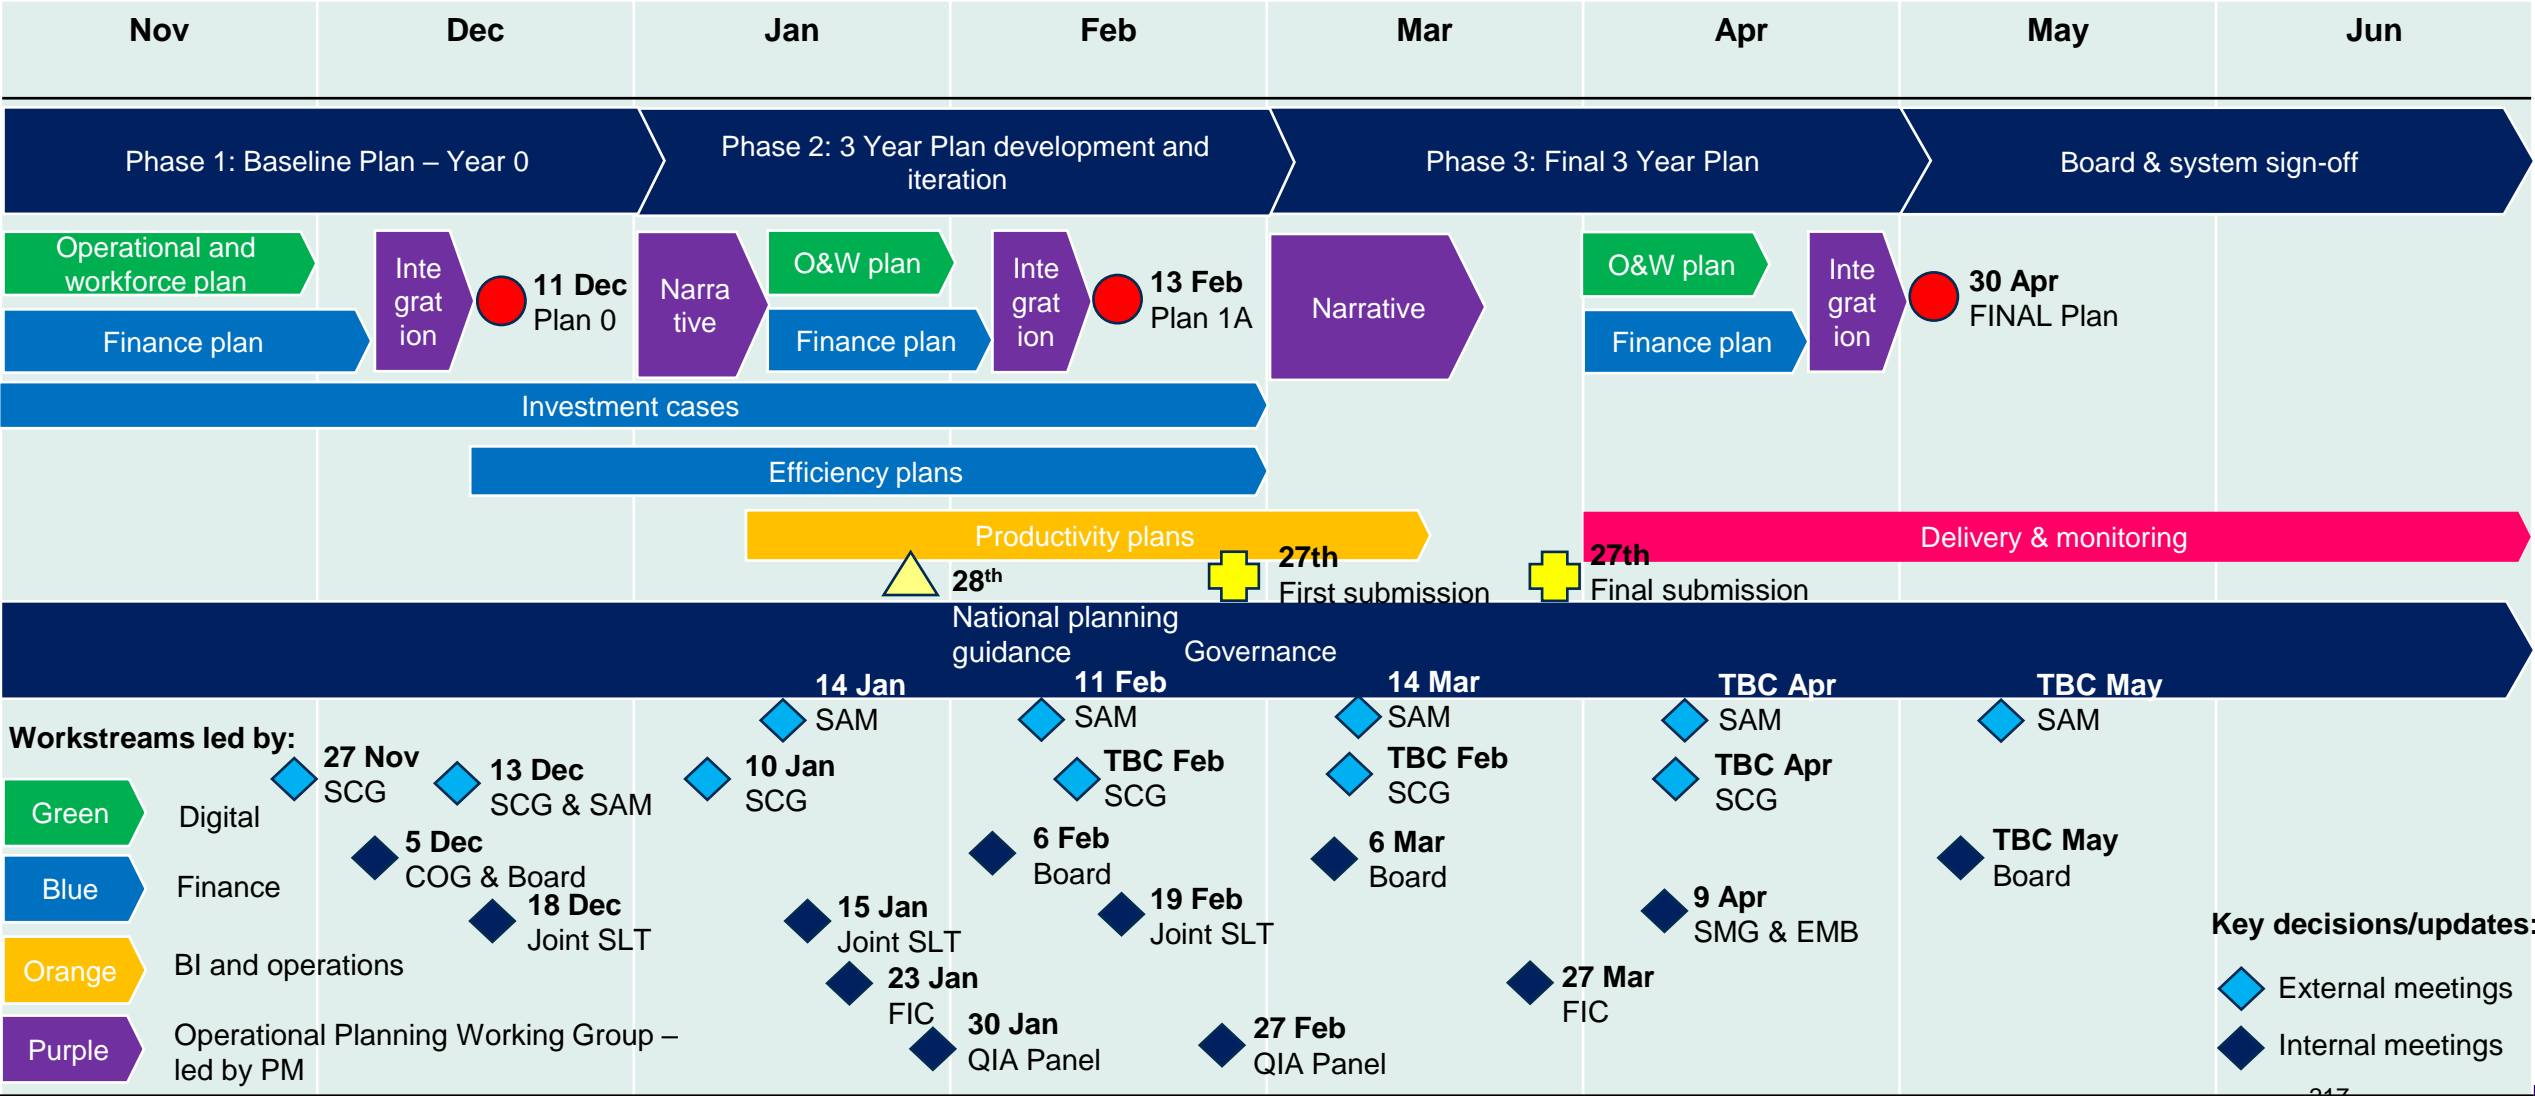 Nov
Dec
Jan
Feb
Mar
Apr
May
Jun
Phase 1: Baseline Plan – Year 0
Phase 2: 3 Year Plan development and
iteration
Phase 3: Final 3 Year Plan
Board & system sign-off
Operational and
workforce plan
Finance plan
Inte
grat
ion
11 Dec
Plan 0
Narra
tive
O&W plan
Finance plan
Inte
grat
ion
13 Feb
Plan 1A
Narrative
O&W plan
Finance plan
Inte
grat
ion
30 Apr
FINAL Plan
Investment cases
Efficiency plans
Productivity plans
Delivery & monitoring
28th
National planning
guidance
27th
First submission
27th
Final submission
Governance
14 Jan
SAM
11 Feb
SAM
14 Mar
SAM
TBC Apr
SAM
TBC May
SAM
Workstreams led by:
27 Nov
SCG
13 Dec
SCG & SAM
10 Jan
SCG
TBC Feb
SCG
TBC Feb
SCG
TBC Apr
SCG
Green
Digital
5 Dec
COG & Board
6 Feb
Board
6 Mar
Board
TBC May
Board
Blue
Finance
18 Dec
Joint SLT
15 Jan
Joint SLT
19 Feb
Joint SLT
9 Apr
SMG & EMB
Key decisions/updates:
Orange
BI and operations
23 Jan
FIC
27 Mar
FIC
External meetings
Purple
Operational Planning Working Group –
led by PM
30 Jan
QIA Panel
27 Feb
QIA Panel
Internal meetings